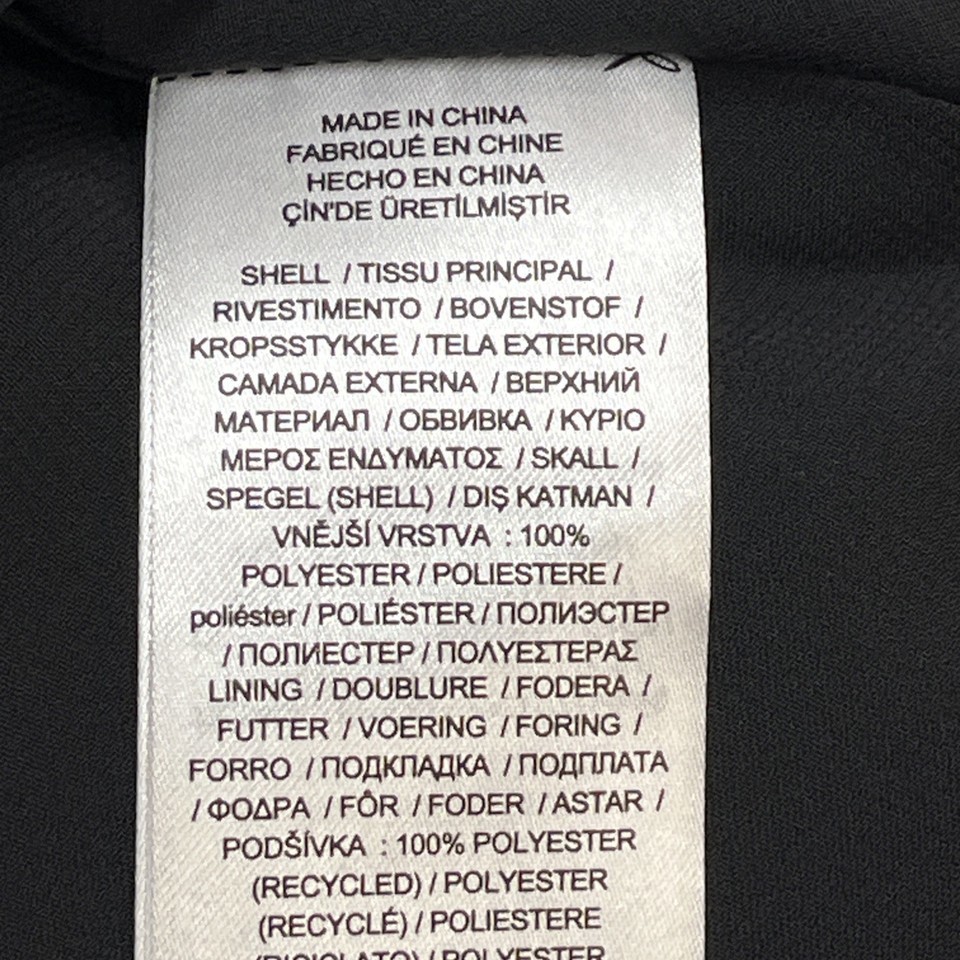 MADE IN CHINA
FABRIQUÉ EN CHINE
HECHO EN CHINA
ÇİN'DE ÜRETİLMİŞTİR
SHELL / TISSU PRINCIPAL /
RIVESTIMENTO / BOVENSTOF /
KROPSSTYKKE / TELA EXTERIOR /
CAMADA EXTERNA / ВЕРХНИЙ
МАТЕРИАЛ / ОБВИВКА / ΚΥΡΙΟ
ΜΕΡΟΣ ΕΝΔΥΜΑΤΟΣ / SKALL /
SPEGEL (SHELL) / DIŞ KATMAN /
VNĚJŠÍ VRSTVA : 100%
POLYESTER / POLIESTERE /
poliéster / POLIÉSTER / ПОЛИЭСТЕР
/ ПОЛИЕСТЕР / ΠΟΛΥΕΣΤΕΡΑΣ
LINING / DOUBLURE / FODERA /
FUTTER / VOERING / FORING /
FORRO / ПОДКЛАДКА / ПОДПЛАТА
/ ΦΟΔΡΑ / FÔR / FODER / ASTAR /
PODŠÍVKA : 100% POLYESTER
(RECYCLED) / POLYESTER
(RECYCLÉ) / POLIESTERE
(RICICLATO) / POLYESTER